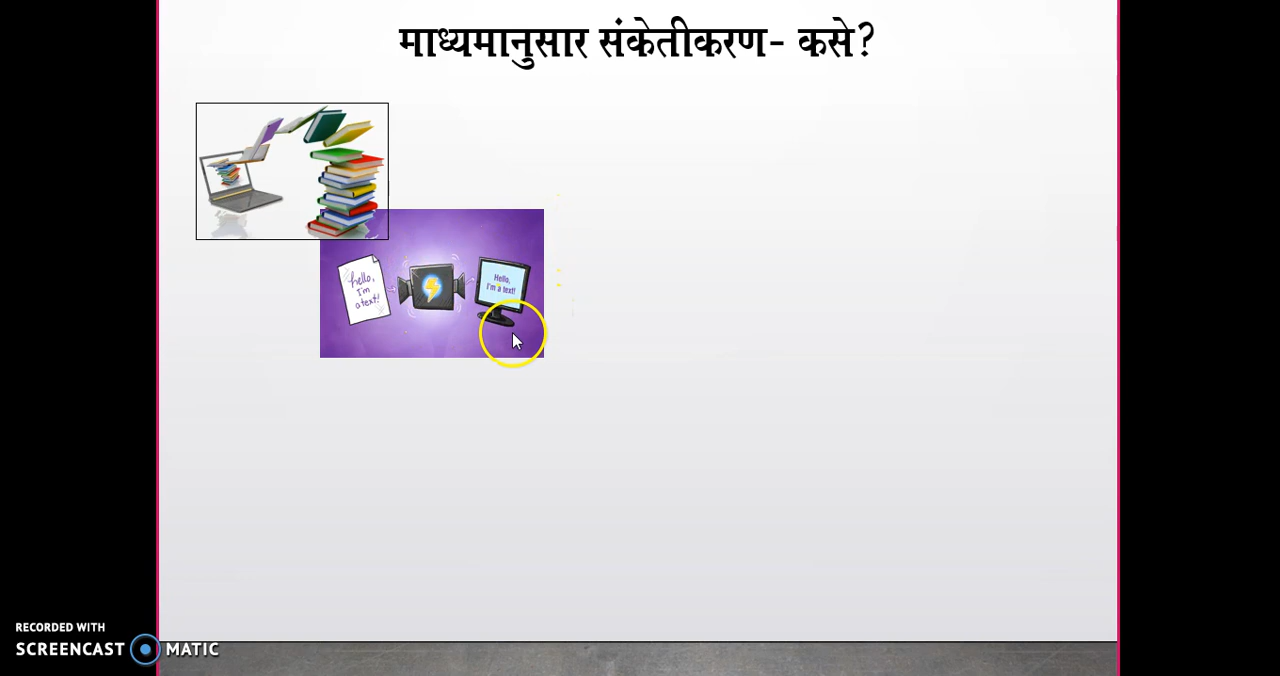 माध्यमानुसार संकेतीकरण- कसे?
hello,
I'm
a text!
Hello,
I'm a text!
RECORDED WITH
SCREENCAST MATIC